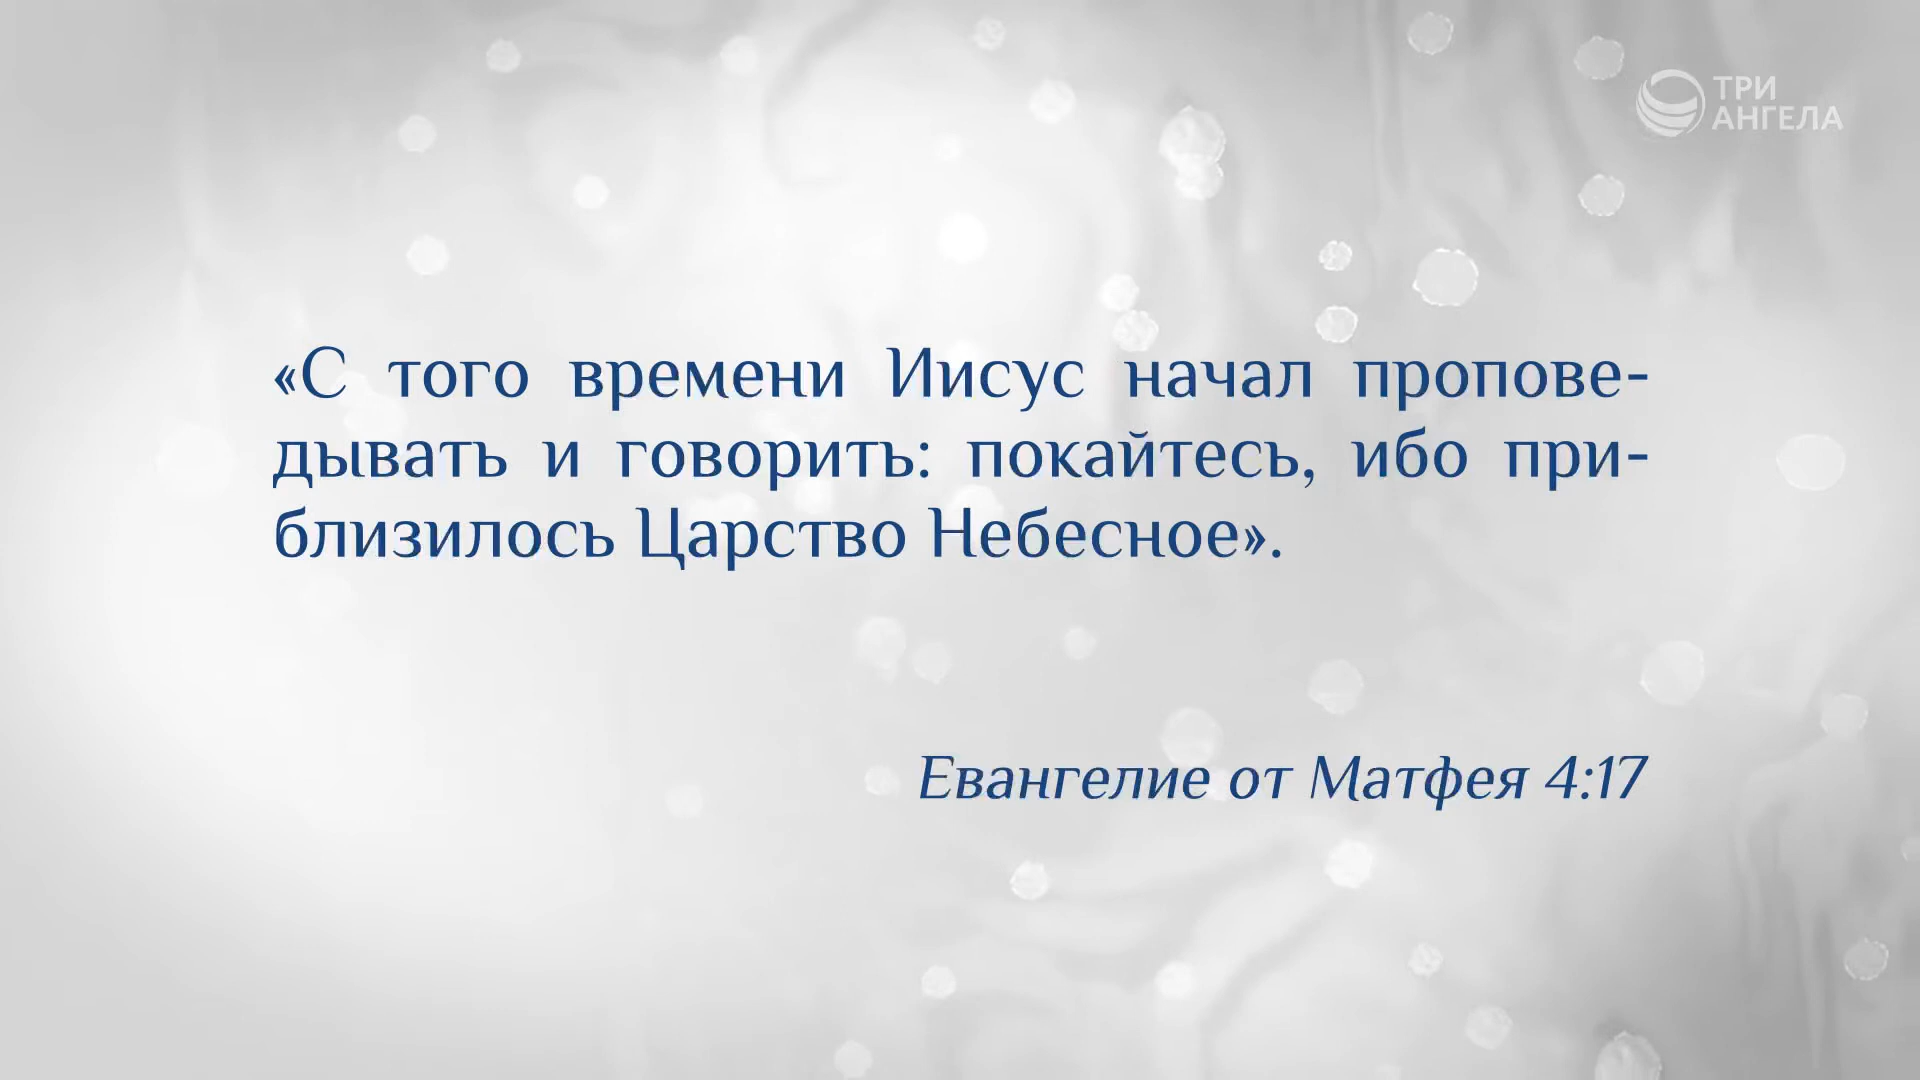 ТРИ
АНГЕЛА
«С того времени Иисус начал пропове-
дывать и говорить: покайтесь, ибо при-
близилось Царство Небесное».
Евангелие от Матфея 4:17